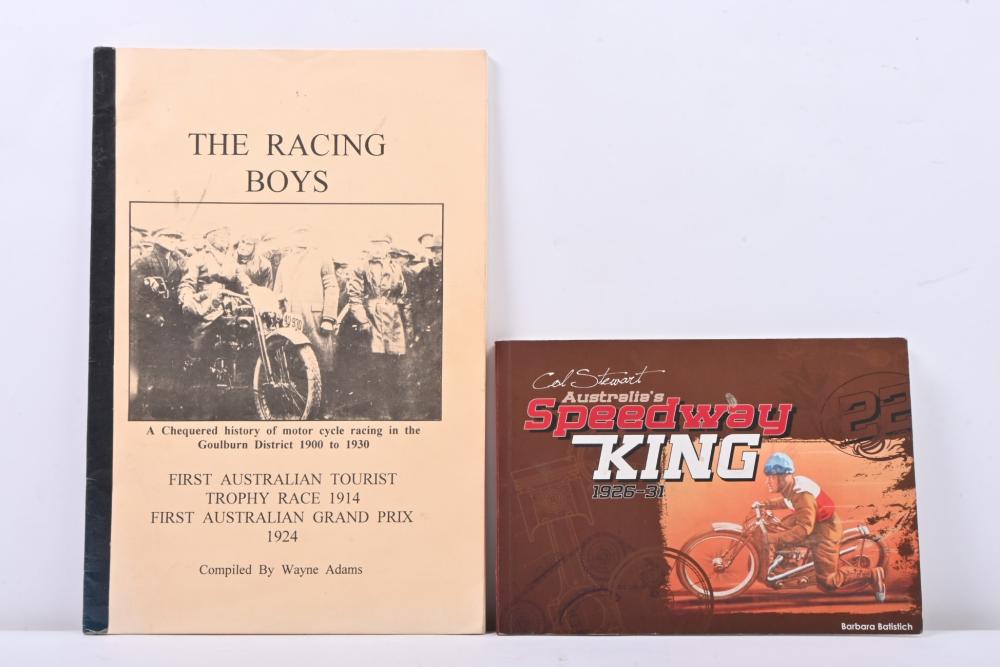 THE RACING
BOYS
A Chequered history of motor cycle racing in the
Goulburn District 1900 to 1930
FIRST AUSTRALIAN TOURIST
TROPHY RACE 1914
FIRST AUSTRALIAN GRAND PRIX
1924
Compiled By Wayne Adams
Col Stewart
Australia's
Speedway
KING
1926-31
22
Barbara Batistich